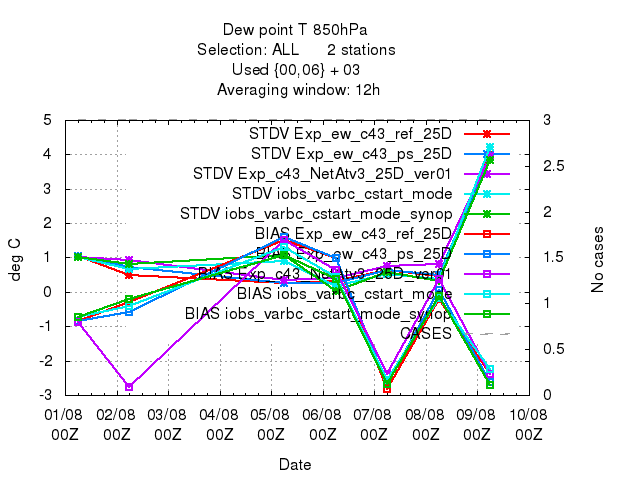 Dew point T 850hPa
Selection: ALL 2 stations
Used {00,06} + 03
Averaging window: 12h
5
4
3
2
1
0
-1
-2
-3
deg C
3
2.5
2
1.5
1
0.5
0
No cases
STDV Exp_ew_c43_ref_25D
STDV Exp_ew_c43_ps_25D
STDV Exp_c43_NetAtv3_25D_ver01
STDV iobs_varbc_cstart_mode
STDV iobs_varbc_cstart_mode_synop
BIAS Exp_ew_c43_ref_25D
BIAS Exp_ew_c43_ps_25D
BIAS Exp_c43_NetAtv3_25D_ver01
BIAS iobs_varbc_cstart_mode
BIAS iobs_varbc_cstart_mode_synop
CASES
01/08 02/08 03/08 04/08 05/08 06/08 07/08 08/08 09/08 10/08
00Z 00Z 00Z 00Z 00Z 00Z 00Z 00Z 00Z 00Z
Date